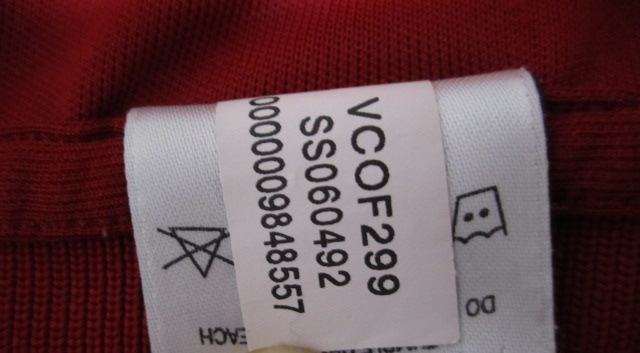 VCOF299
SS060492
0000009848557
DO
EACH